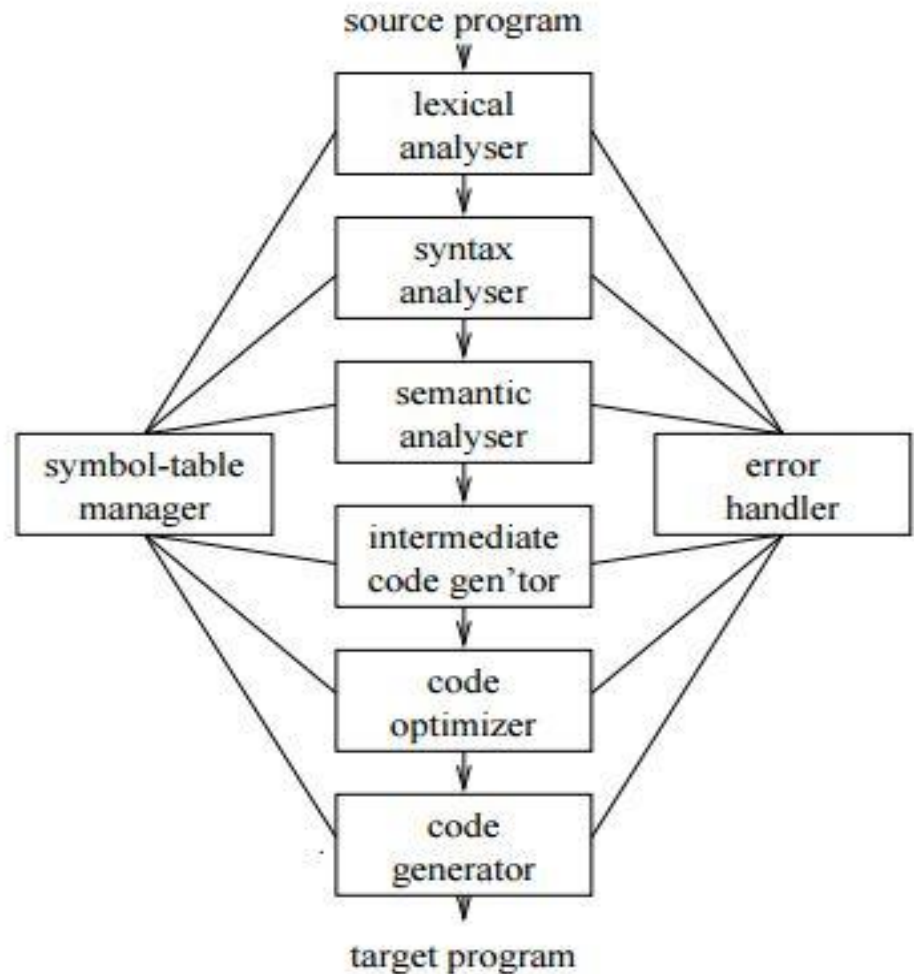 source program
lexical
analyser
syntax
analyser
semantic
analyser
symbol-table
manager
error
handler
intermediate
code gen'tor
code
optimizer
code
generator
target program